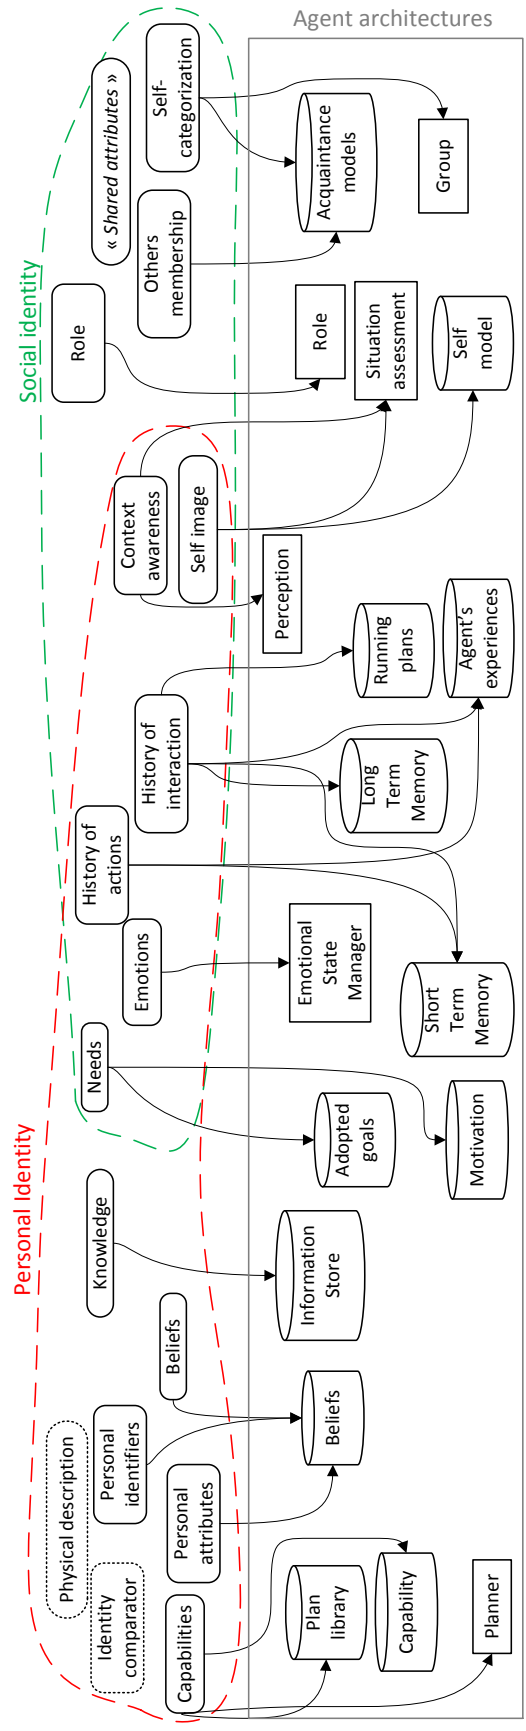 Agent architectures
Personal Identity
Social identity
Physical description
Identity
comparator
Capabilities
Personal
identifiers
Personal
attributes
Beliefs
Knowledge
Needs
Emotions
History of
actions
History of
interaction
Context
awareness
Self image
Role
Others
membership
« Shared attributes »
Self-
categorization
Plan
library
Capability
Planner
Beliefs
Information
Store
Adopted
goals
Motivation
Emotional
State
Manager
Short
Term
Memory
Long
Term
Memory
Running
plans
Agent's
experiences
Perception
Role
Situation
assessment
Self
model
Acquaintance
models
Group